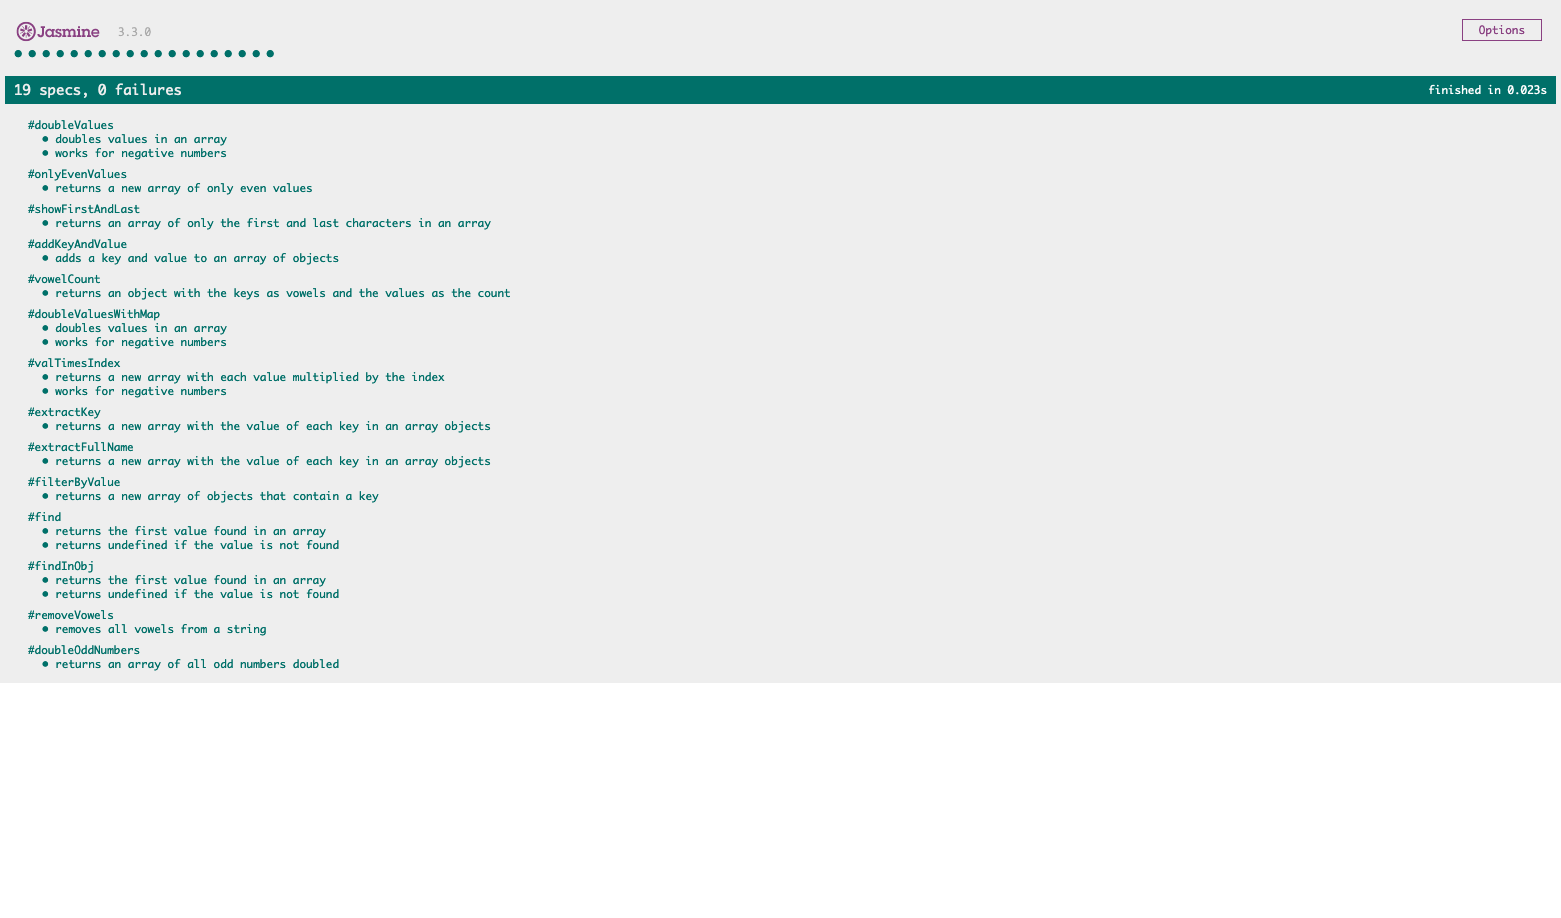 Jasmine 3.3.0
Options
19 specs, 0 failures
finished in 0.023s
#doubleValues
• doubles values in an array
• works for negative numbers
#onlyEvenValues
• returns a new array of only even values
#showFirstAndLast
• returns an array of only the first and last characters in an array
#addKeyAndValue
• adds a key and value to an array of objects
#vowelCount
• returns an object with the keys as vowels and the values as the count
#doubleValuesWithMap
• doubles values in an array
• works for negative numbers
#valTimesIndex
• returns a new array with each value multiplied by the index
• works for negative numbers
#extractKey
• returns a new array with the value of each key in an array objects
#extractFullName
• returns a new array with the value of each key in an array objects
#filterByValue
• returns a new array of objects that contain a key
#find
• returns the first value found in an array
• returns undefined if the value is not found
#findInObj
• returns the first value found in an array
• returns undefined if the value is not found
#removeVowels
• removes all vowels from a string
#doubleOddNumbers
• returns an array of all odd numbers doubled